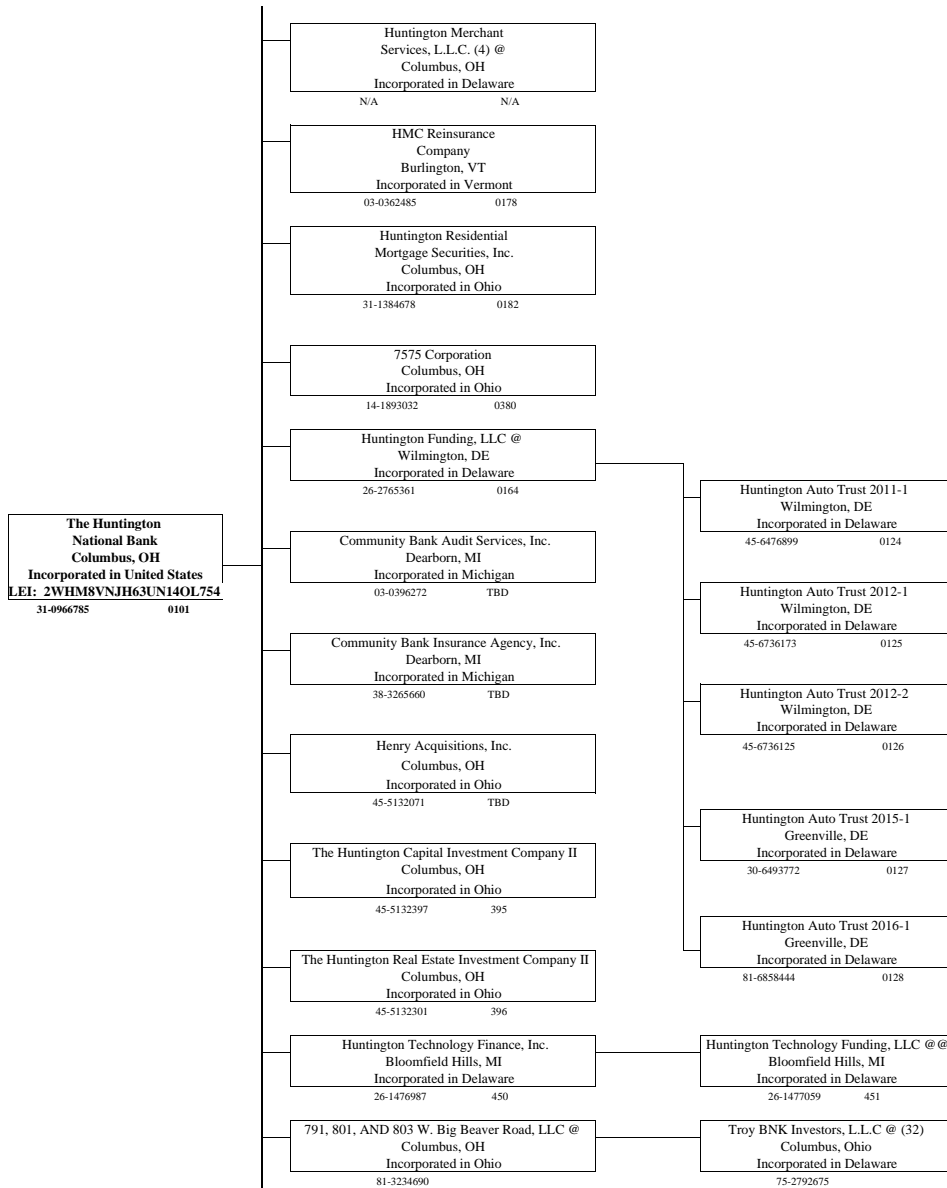 Huntington Merchant
Services, L.L.C. (4) @
Columbus, OH
Incorporated in Delaware
N/A N/A
HMC Reinsurance
Company
Burlington, VT
Incorporated in Vermont
03-0362485 0178
Huntington Residential
Mortgage Securities, Inc.
Columbus, OH
Incorporated in Ohio
31-1384678 0182
7575 Corporation
Columbus, OH
Incorporated in Ohio
14-1893032 0380
Huntington Funding, LLC @
Wilmington, DE
Incorporated in Delaware
26-2765361 0164
The Huntington
National Bank
Columbus, OH
Incorporated in United States
LEI: 2WHM8VNJH63UN14OL754
31-0966785 0101
Community Bank Audit Services, Inc.
Dearborn, MI
Incorporated in Michigan
03-0396272 TBD
Community Bank Insurance Agency, Inc.
Dearborn, MI
Incorporated in Michigan
38-3265660 TBD
Henry Acquisitions, Inc.
Columbus, OH
Incorporated in Ohio
45-5132071 TBD
The Huntington Capital Investment Company II
Columbus, OH
Incorporated in Ohio
45-5132397 395
The Huntington Real Estate Investment Company II
Columbus, OH
Incorporated in Ohio
45-5132301 396
Huntington Technology Finance, Inc.
Bloomfield Hills, MI
Incorporated in Delaware
26-1476987 450
791, 801, AND 803 W. Big Beaver Road, LLC @
Columbus, OH
Incorporated in Ohio
81-3234690
Huntington Auto Trust 2011-1
Wilmington, DE
Incorporated in Delaware
45-6476899 0124
Huntington Auto Trust 2012-1
Wilmington, DE
Incorporated in Delaware
45-6736173 0125
Huntington Auto Trust 2012-2
Wilmington, DE
Incorporated in Delaware
45-6736125 0126
Huntington Auto Trust 2015-1
Greenville, DE
Incorporated in Delaware
30-6493772 0127
Huntington Auto Trust 2016-1
Greenville, DE
Incorporated in Delaware
81-6858444 0128
Huntington Technology Funding, LLC @@
Bloomfield Hills, MI
Incorporated in Delaware
26-1477059 451
Troy BNK Investors, L.L.C @ (32)
Columbus, Ohio
Incorporated in Delaware
75-2792675